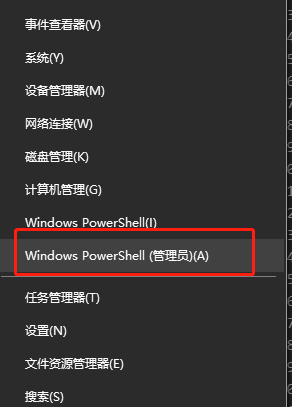 事件查看器(V)
系统(Y)
设备管理器(M)
网络连接(W)
磁盘管理(K)
计算机管理(G)
Windows PowerShell(I)
Windows PowerShell (管理员)(A)
任务管理器(T)
设置(N)
文件资源管理器(E)
搜索(S)